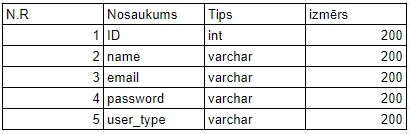 N.R Nosaukums Tips izmērs
1 ID int 200
2 name varchar 200
3 email varchar 200
4 password varchar 200
5 user_type varchar 200